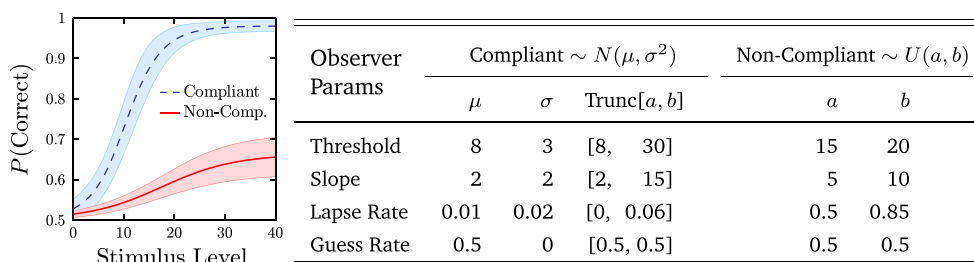 1
0.9
0.8
0.7
0.6
0.5
P(Correct)
Compliant
Non-Comp.
0 10 20 30 40
Stimulus Level
Observer Params
Compliant ∼ N(μ, σ²) Non-Compliant ∼ U(a, b)
μ σ Trunc[a, b] a b
Threshold 8 3 [8, 30] 15 20
Slope 2 2 [2, 15] 5 10
Lapse Rate 0.01 0.02 [0, 0.06] 0.5 0.85
Guess Rate 0.5 0 [0.5, 0.5] 0.5 0.5